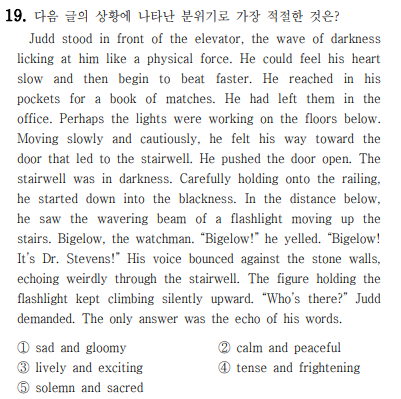 19. 다음 글의 상황에 나타난 분위기로 가장 적절한 것은?
Judd stood in front of the elevator, the wave of darkness
licking at him like a physical force. He could feel his heart
slow and then begin to beat faster. He reached in his
pockets for a book of matches. He had left them in the
office. Perhaps the lights were working on the floors below.
Moving slowly and cautiously, he felt his way toward the
door that led to the stairwell. He pushed the door open. The
stairwell was in darkness. Carefully holding onto the railing,
he started down into the blackness. In the distance below,
he saw the wavering beam of a flashlight moving up the
stairs. Bigelow, the watchman. “Bigelow!” he yelled. “Bigelow!
It’s Dr. Stevens!” His voice bounced against the stone walls,
echoing weirdly through the stairwell. The figure holding the
flashlight kept climbing silently upward. “Who’s there?” Judd
demanded. The only answer was the echo of his words.
① sad and gloomy ② calm and peaceful
③ lively and exciting ④ tense and frightening
⑤ solemn and sacred